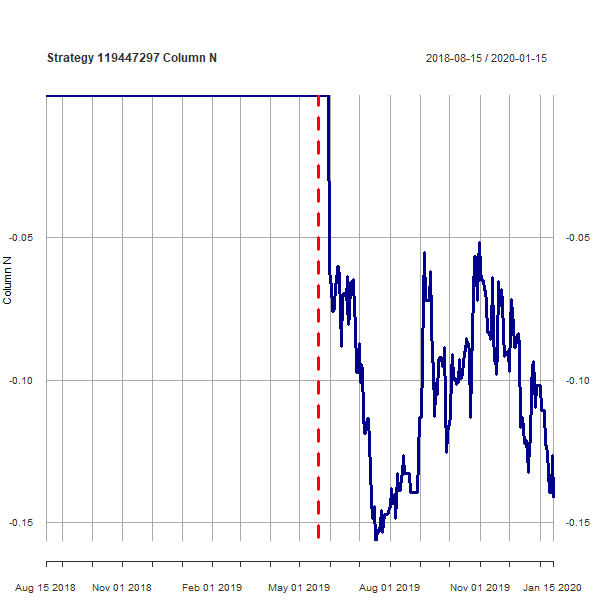 Strategy 119447297 Column N
2018-08-15 / 2020-01-15
-0.05
-0.05
Column N
-0.10
-0.10
-0.15
-0.15
Aug 15 2018
Nov 01 2018
Feb 01 2019
May 01 2019
Aug 01 2019
Nov 01 2019
Jan 15 2020